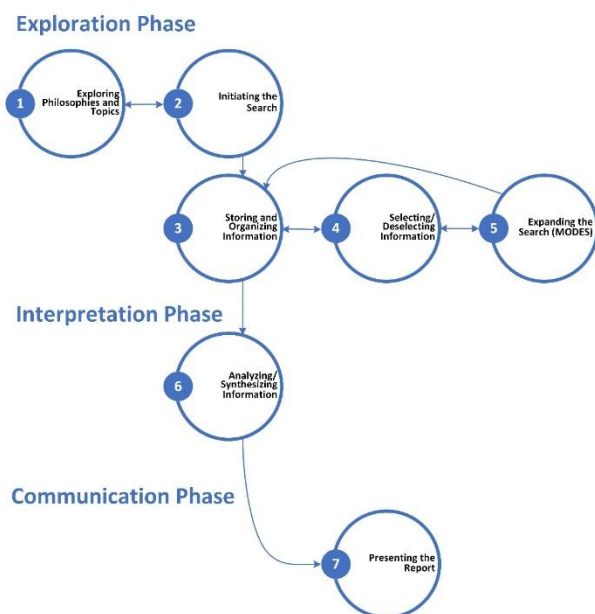 Exploration Phase
1
Exploring
Philosophies and
Topics
2
Initiating the
Search
3
Storing and
Organizing
Information
4
Selecting/
Deselecting
Information
5
Expanding the
Search (MODES)
Interpretation Phase
6
Analyzing/
Synthesizing
Information
Communication Phase
7
Presenting the
Report